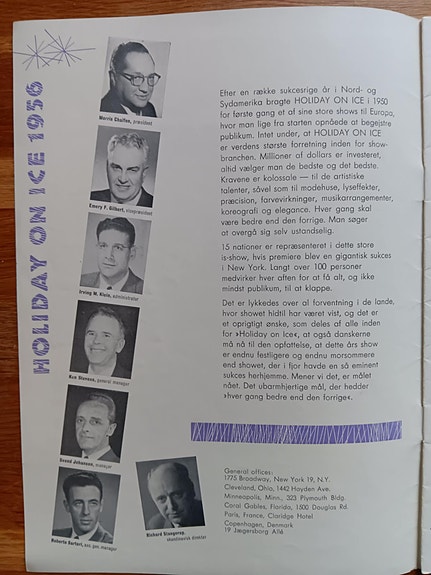 HOLIDAY ON ICE 1956
Morris Chalfen, president
Emery F. Gilbert, vicepresident
Irving M. Klein, administrator
Ken Stevens, general manager
Svend Johansen, manager
Roberto Bertori, ass. gen. manager
Richard Stangerup,
skandinavisk direktør
Efter en række sukcesrige år i Nord- og
Sydamerika bragte HOLIDAY ON ICE i 1950
for første gang et af sine store shows til Europa,
hvor man lige fra starten opnåede at begejstre
publikum. Intet under, at HOLIDAY ON ICE
er verdens største forretning inden for show-
branchen. Millioner af dollars er investeret,
altid vælger man de bedste og det bedste.
Kravene er kolossale — til de artistiske
talenter, såvel som til modehuse, lyseffekter,
præcision, farvevirkninger, musikarrangementer,
koreografi og elegance. Hver gang skal
være bedre end den forrige. Man søger
at overgå sig selv ustandselig.
15 nationer er repræsenteret i dette store
is-show, hvis premiere blev en gigantisk sukces
i New York. Langt over 100 personer
medvirker hver aften for at få alt, og ikke
mindst publikum, til at klappe.
Det er lykkedes over al forventning i de lande,
hvor showet hidtil har været vist, og det er
et oprigtigt ønske, som deles af alle inden
for »Holiday on Ice«, at også danskerne
må nå til den opfattelse, at dette års show
er endnu festligere og endnu morsommere
end showet, der i fjor havde en så eminent
sukces herhjemme. Mener vi det, er målet
nået. Det ubarmhjertige mål, der hedder
»hver gang bedre end den forrige«.
General offices:
1775 Broadway, New York 19, N.Y.
Cleveland, Ohio, 1442 Hayden Ave.
Minneapolis, Minn., 323 Plymouth Bldg.
Coral Gables, Florida, 1500 Douglas Rd.
Paris, France, Claridge Hotel
Copenhagen, Denmark
19 Jægersborg Allé